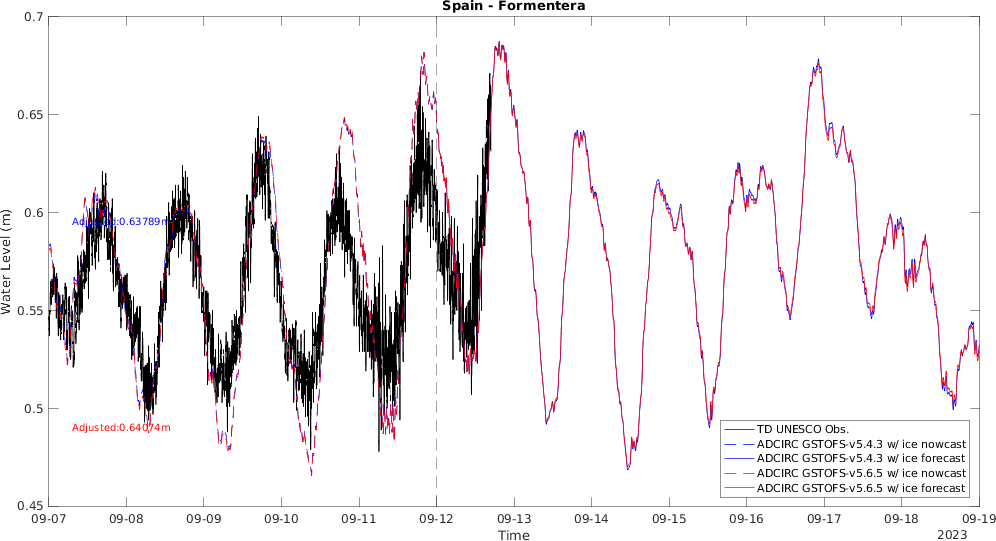 Spain - Formentera
0.7
0.65
0.6
0.55
0.5
0.45
Water Level (m)
Adjusted:0.63789m
Adjusted:0.64074m
TD UNESCO Obs.
ADCIRC GSTOFS-v5.4.3 w/ ice nowcast
ADCIRC GSTOFS-v5.4.3 w/ ice forecast
ADCIRC GSTOFS-v5.6.5 w/ ice nowcast
ADCIRC GSTOFS-v5.6.5 w/ ice forecast
09-07 09-08 09-09 09-10 09-11 09-12 09-13 09-14 09-15 09-16 09-17 09-18 09-19
Time
2023